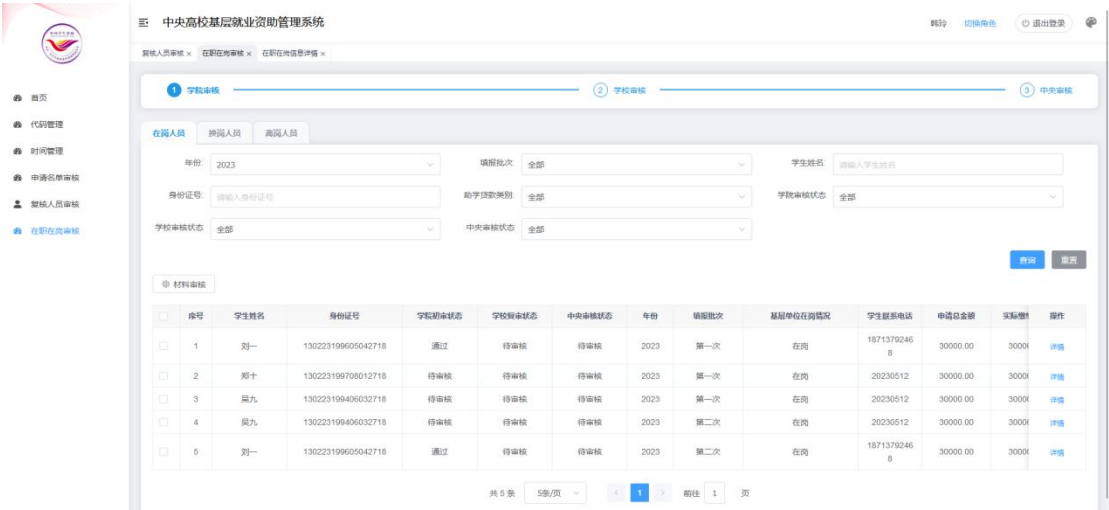 中央高校基层就业资助管理系统
韩玲 切换角色 退出登录
复核人员审核 × 在职在岗审核 × 在职在岗信息详情 ×
首页
代码管理
时间管理
申请名单审核
复核人员审核
在职在岗审核
1 学院审核 2 学校审核 3 中央审核
在岗人员 换岗人员 离岗人员
年份: 2023 填报批次: 全部 学生姓名: 请输入学生姓名
身份证号: 请输入身份证号 助学贷款类别: 全部 学院审核状态: 全部
学校审核状态: 全部 中央审核状态: 全部
查询 重置
材料审核
序号 学生姓名 身份证号 学院初审状态 学校复审状态 中央审核状态 年份 填报批次 基层单位在岗情况 学生联系电话 申请总金额 实际缴 操作
1 刘一 130223199605042718 通过 待审核 待审核 2023 第一次 在岗 18713792468 30000.00 3000 详情
2 郑十 130223199708012718 待审核 待审核 待审核 2023 第一次 在岗 20230512 30000.00 3000 详情
3 吴九 130223199406032718 待审核 待审核 待审核 2023 第一次 在岗 20230512 30000.00 3000 详情
4 吴九 130223199406032718 待审核 待审核 待审核 2023 第二次 在岗 20230512 30000.00 3000 详情
5 刘一 130223199605042718 通过 待审核 待审核 2023 第二次 在岗 18713792468 30000.00 3000 详情
共 5 条 5条/页 1 前往 1 页